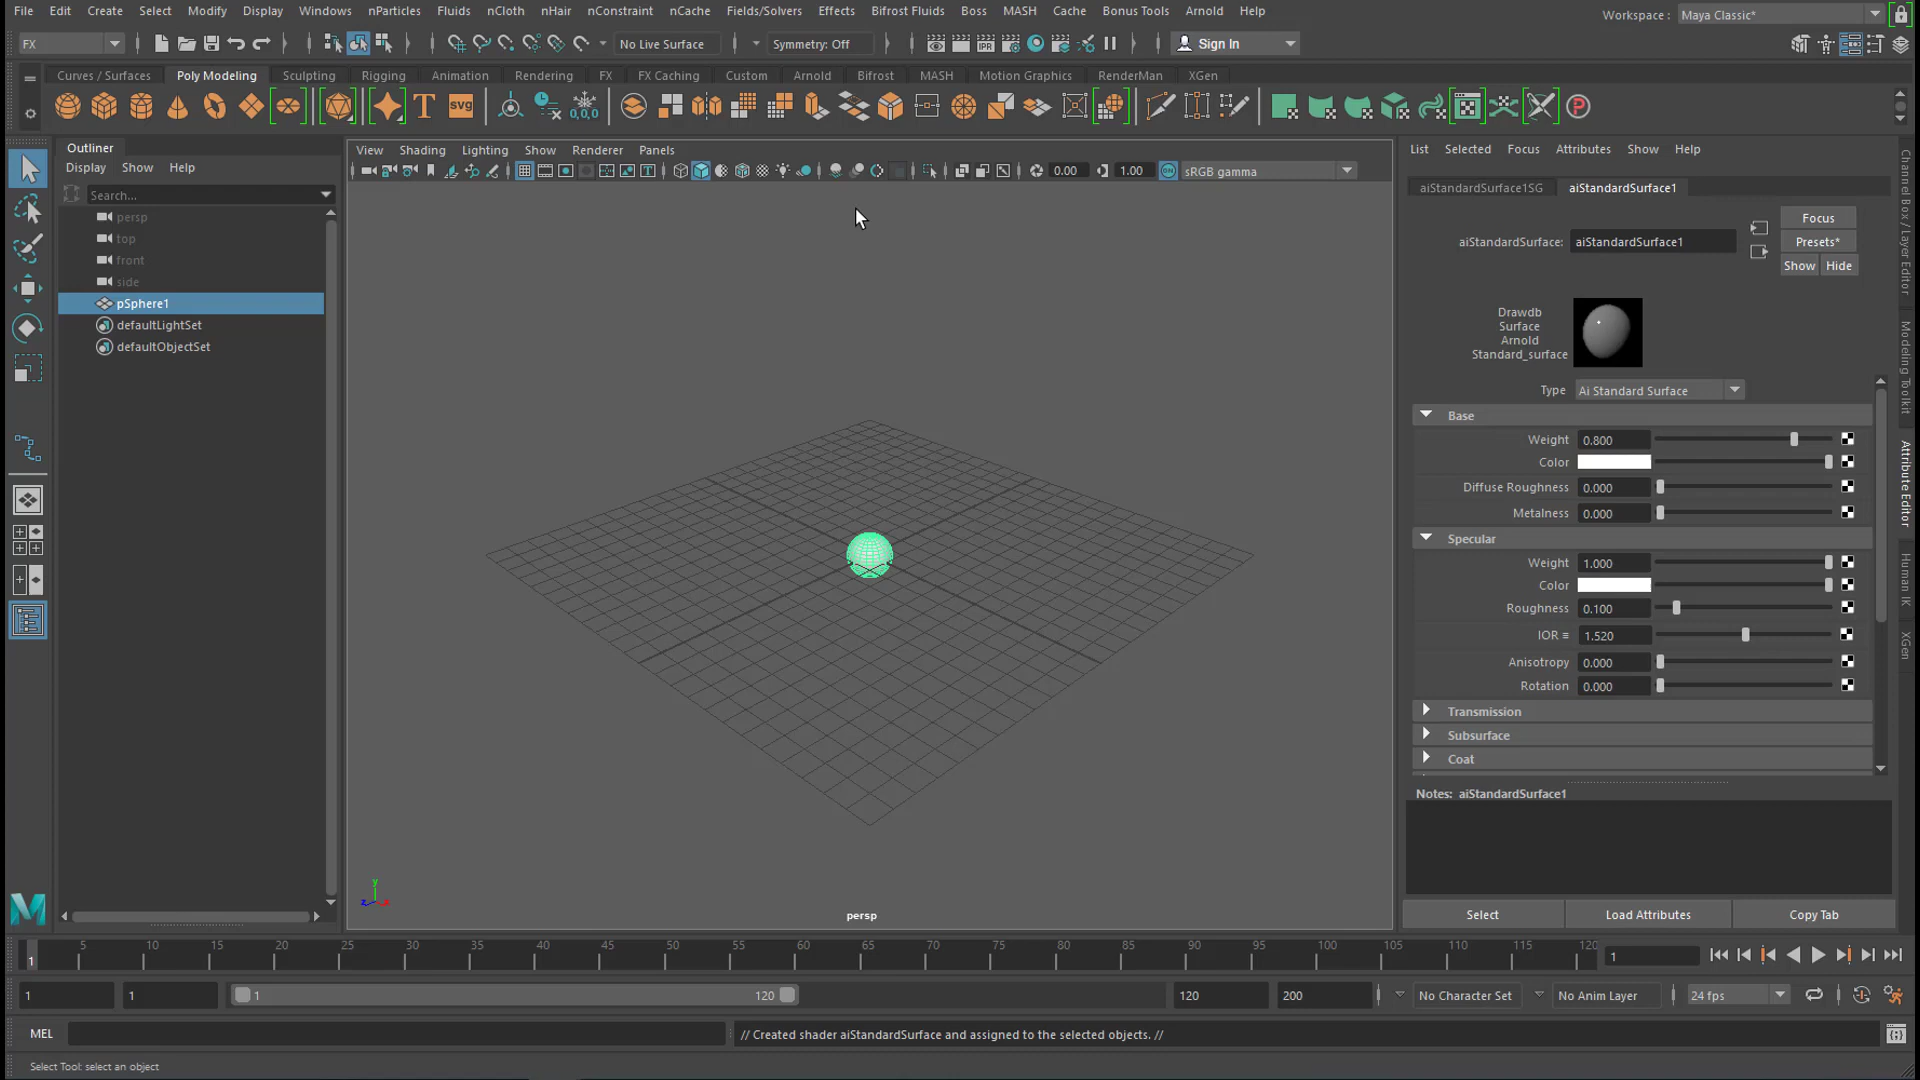 File Edit Create Select Modify Display Windows nParticles Fluids nCloth nHair nConstraint nCache Fields/Solvers Effects Bifrost Fluids Boss MASH Cache Bonus Tools Arnold Help
Workspace: Maya Classic*
FX No Live Surface Symmetry: Off IPR Sign In
Curves / Surfaces Poly Modeling Sculpting Rigging Animation Rendering FX FX Caching Custom Arnold Bifrost MASH Motion Graphics RenderMan XGen
T svg 0,0,0 P
Outliner
Display Show Help
Search...
persp
top
front
side
pSphere1
defaultLightSet
defaultObjectSet
View Shading Lighting Show Renderer Panels
0.00 1.00 ON sRGB gamma
y
z x
persp
List Selected Focus Attributes Show Help
aiStandardSurface1SG aiStandardSurface1
aiStandardSurface: aiStandardSurface1
Focus
Presets*
Show Hide
Drawdb
Surface
Arnold
Standard_surface
Type Ai Standard Surface
Base
Weight 0.800
Color
Diffuse Roughness 0.000
Metalness 0.000
Specular
Weight 1.000
Color
Roughness 0.100
IOR 1.520
Anisotropy 0.000
Rotation 0.000
Transmission
Subsurface
Coat
Notes: aiStandardSurface1
Select Load Attributes Copy Tab
Channel Box / Layer Editor
Modeling Toolkit
Attribute Editor
Human IK
XGen
M
5 10 15 20 25 30 35 40 45 50 55 60 65 70 75 80 85 90 95 100 105 110 115 120
1 1
1 1 1 120 120 200 No Character Set No Anim Layer 24 fps
MEL // Created shader aiStandardSurface and assigned to the selected objects. //
Select Tool: select an object